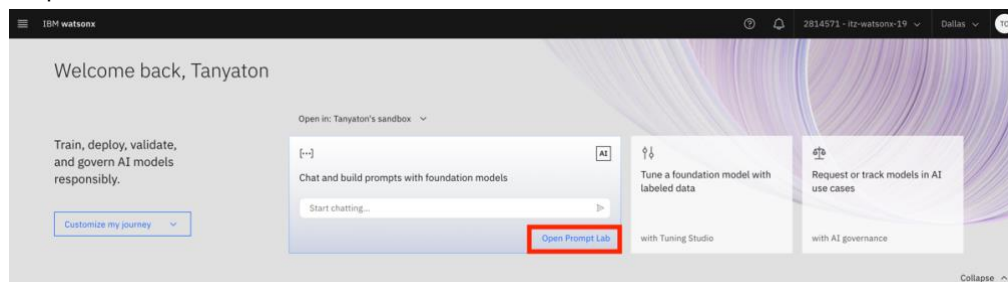 IBM watsonx
2814571 - itz-watsonx-19
Dallas
Welcome back, Tanyaton
Open in: Tanyaton's sandbox
Train, deploy, validate,
and govern AI models
responsibly.
Customize my journey
[...]
AI
Chat and build prompts with foundation models
Start chatting...
Open Prompt Lab
Tune a foundation model with
labeled data
with Tuning Studio
Request or track models in AI
use cases
with AI governance
Collapse